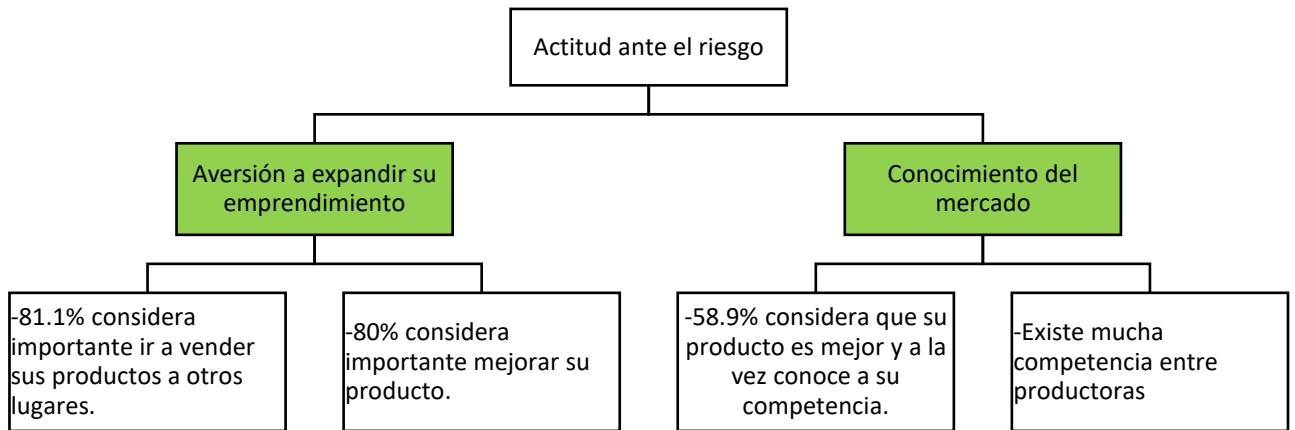 Actitud ante el riesgo
Aversión a expandir su
emprendimiento
Conocimiento del
mercado
-81.1% considera
importante ir a vender
sus productos a otros
lugares.
-80% considera
importante mejorar su
producto.
-58.9% considera que su
producto es mejor y a la
vez conoce a su
competencia.
-Existe mucha
competencia entre
productoras